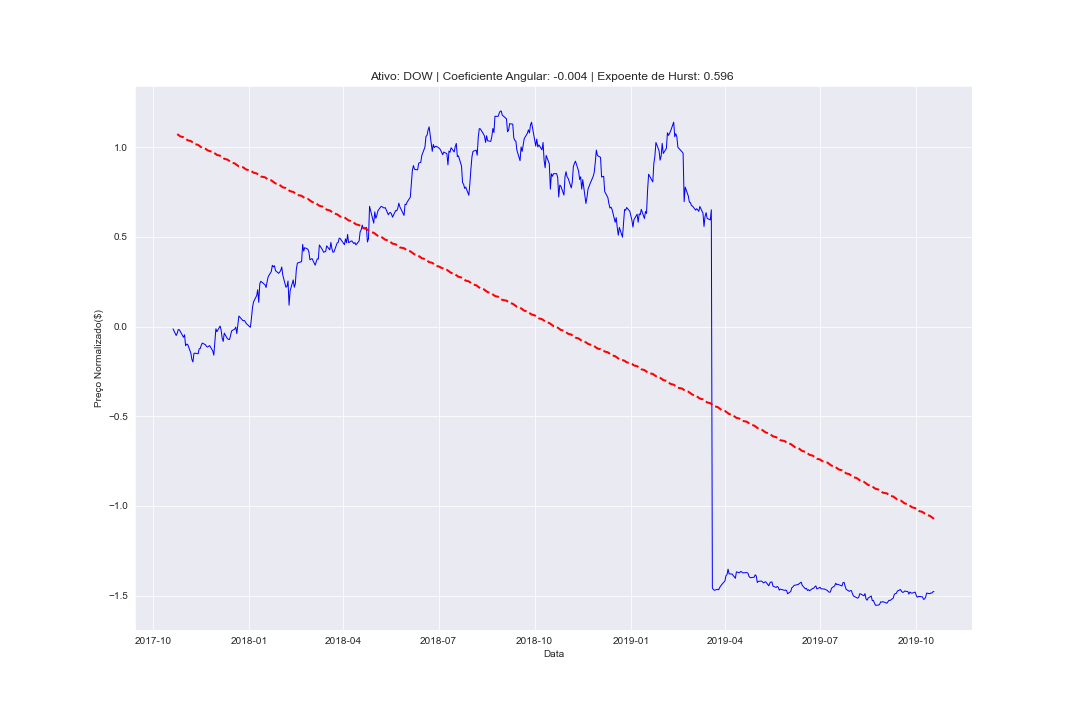 Ativo: DOW | Coeficiente Angular: -0.004 | Expoente de Hurst: 0.596
Preço Normalizado($)
1.0
0.5
0.0
−0.5
−1.0
−1.5
2017-10 2018-01 2018-04 2018-07 2018-10 2019-01 2019-04 2019-07 2019-10
Data